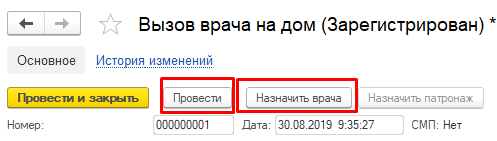 Вызов врача на дом (Зарегистрирован) *
Основное История изменений
Провести и закрыть Провести Назначить врача Назначить патронаж
Номер: 000000001 Дата: 30.08.2019 9:35:27 СМП: Нет